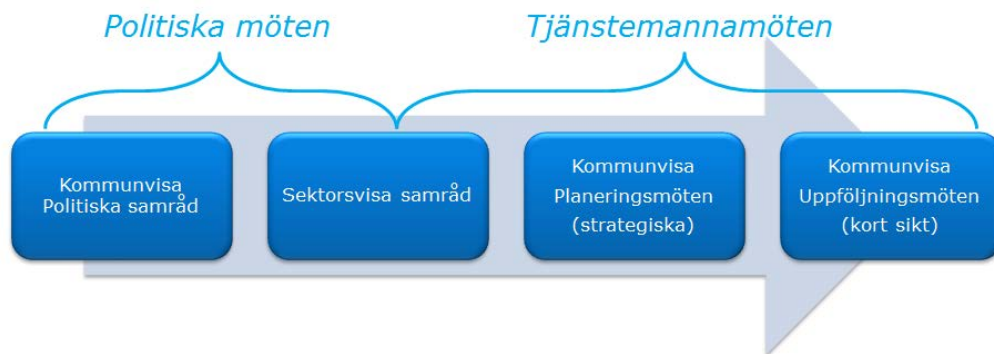 Politiska möten
Tjänstemannamöten
Kommunvisa
Politiska samråd
Sektorsvisa samråd
Kommunvisa
Planeringsmöten
(strategiska)
Kommunvisa
Uppföljningsmöten
(kort sikt)